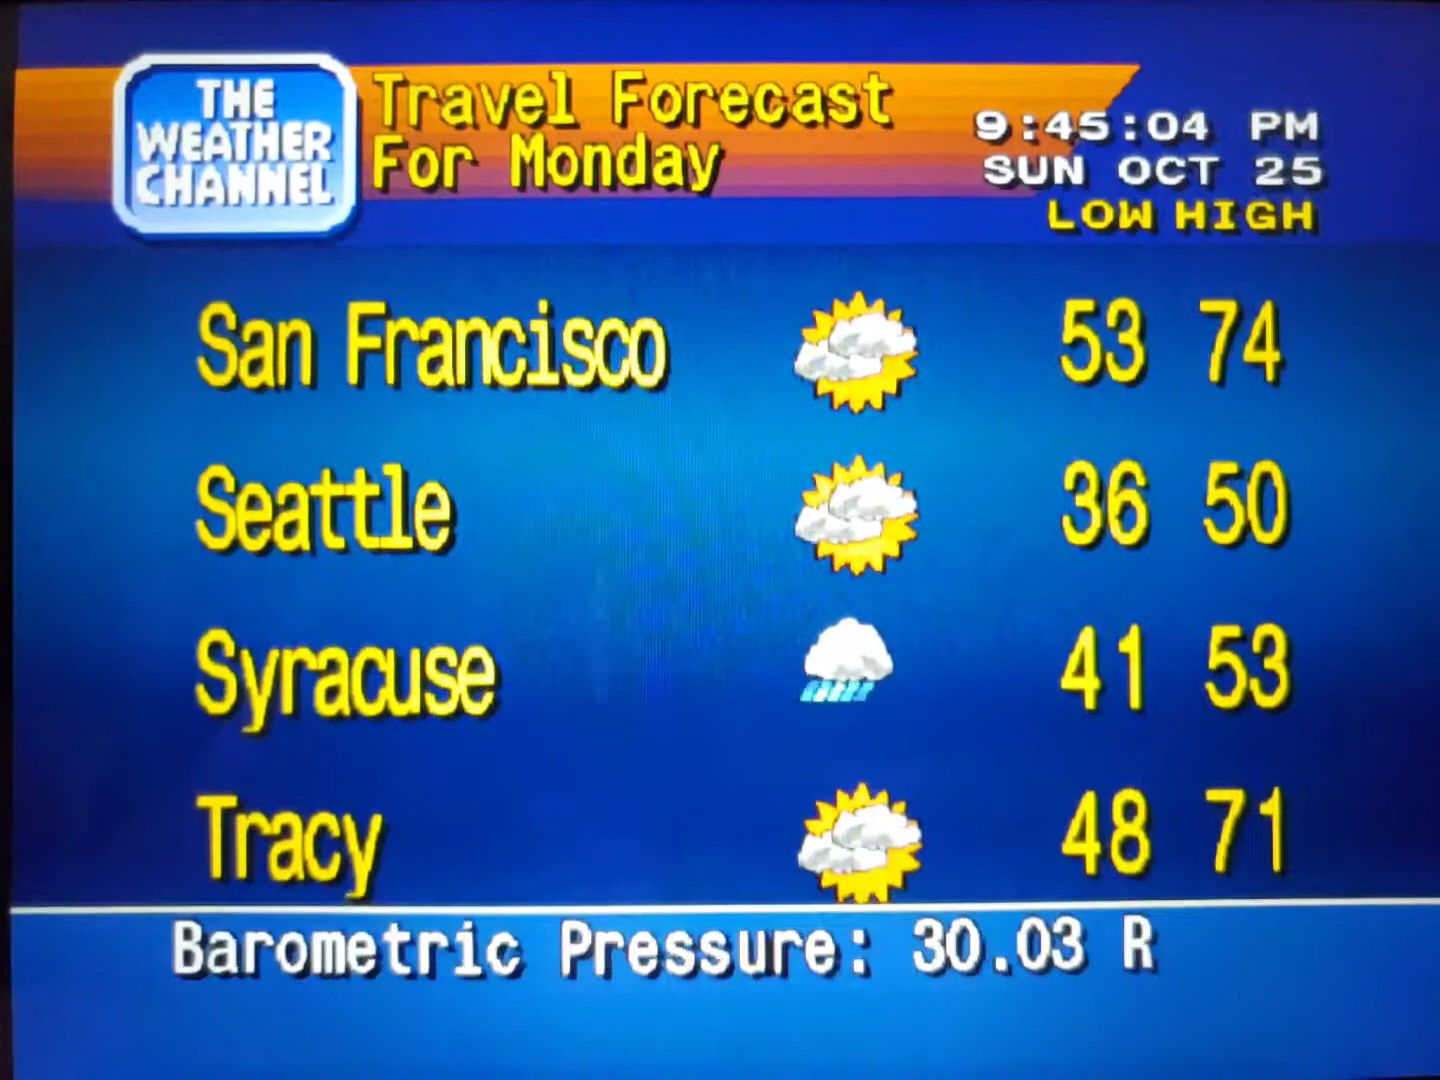 THE
WEATHER
CHANNEL
Travel Forecast
For Monday
9:45:04 PM
SUN OCT 25
LOW HIGH
San Francisco 53 74
Seattle 36 50
Syracuse 41 53
Tracy 48 71
Barometric Pressure: 30.03 R